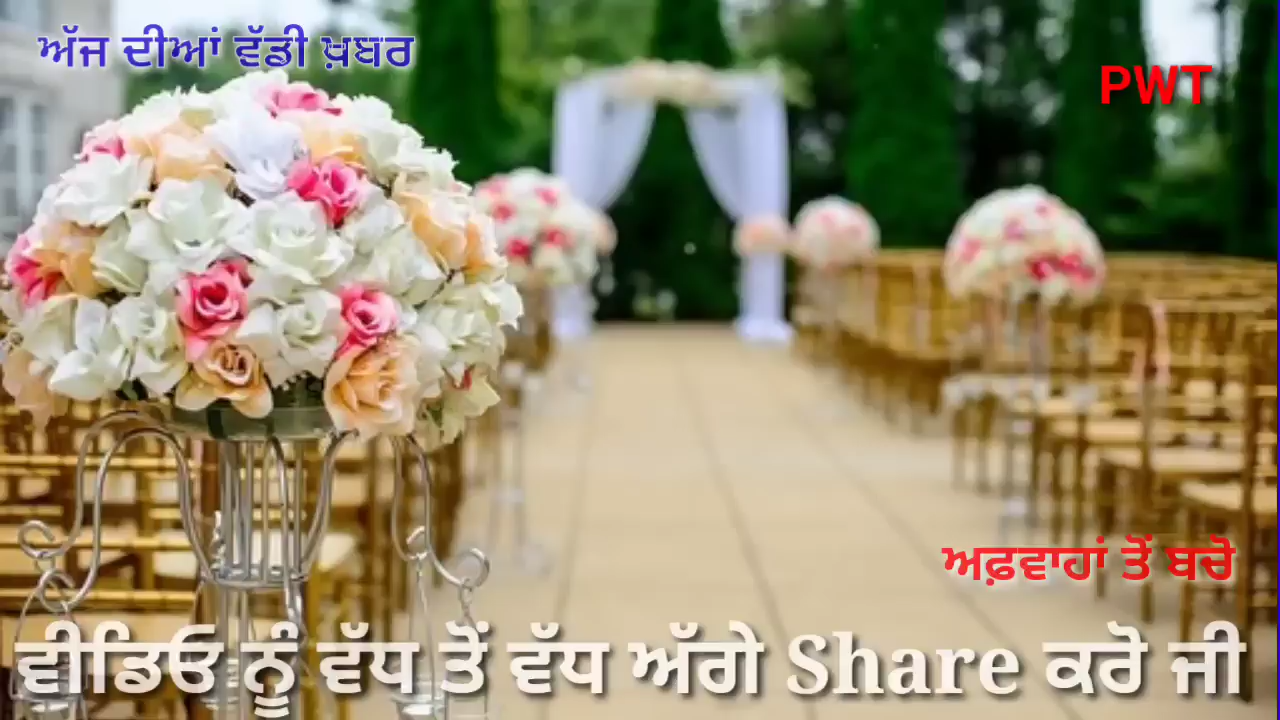 ਅੱਜ ਦੀਆਂ ਵੱਡੀ ਖ਼ਬਰ
PWT
ਅਫ਼ਵਾਹਾਂ ਤੋਂ ਬਚੋ
ਵੀਡਿਓ ਨੂੰ ਵੱਧ ਤੋਂ ਵੱਧ ਅੱਗੇ Share ਕਰੋ ਜੀ